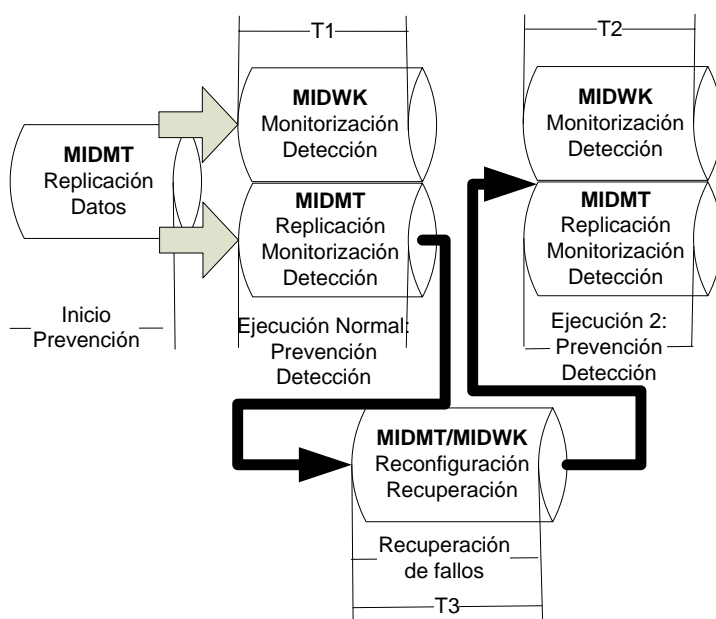 T1
T2
MIDWK
Monitorización
Detección
MIDWK
Monitorización
Detección
MIDMT
Replicación
Datos
MIDMT
Replicación
Monitorización
Detección
MIDMT
Replicación
Monitorización
Detección
Inicio
Prevención
Ejecución Normal:
Prevención
Detección
Ejecución 2:
Prevención
Detección
MIDMT/MIDWK
Reconfiguración
Recuperación
Recuperación
de fallos
T3